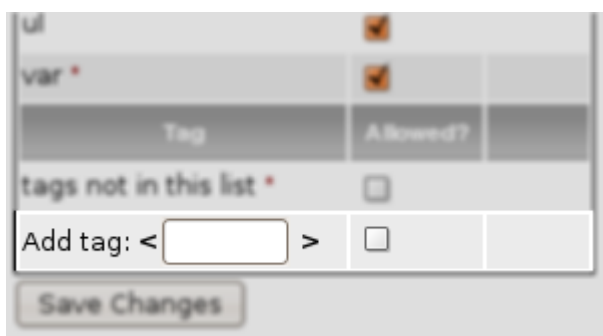 ul
var *
Tag Allowed?
tags not in this list *
Add tag: < >
Save Changes